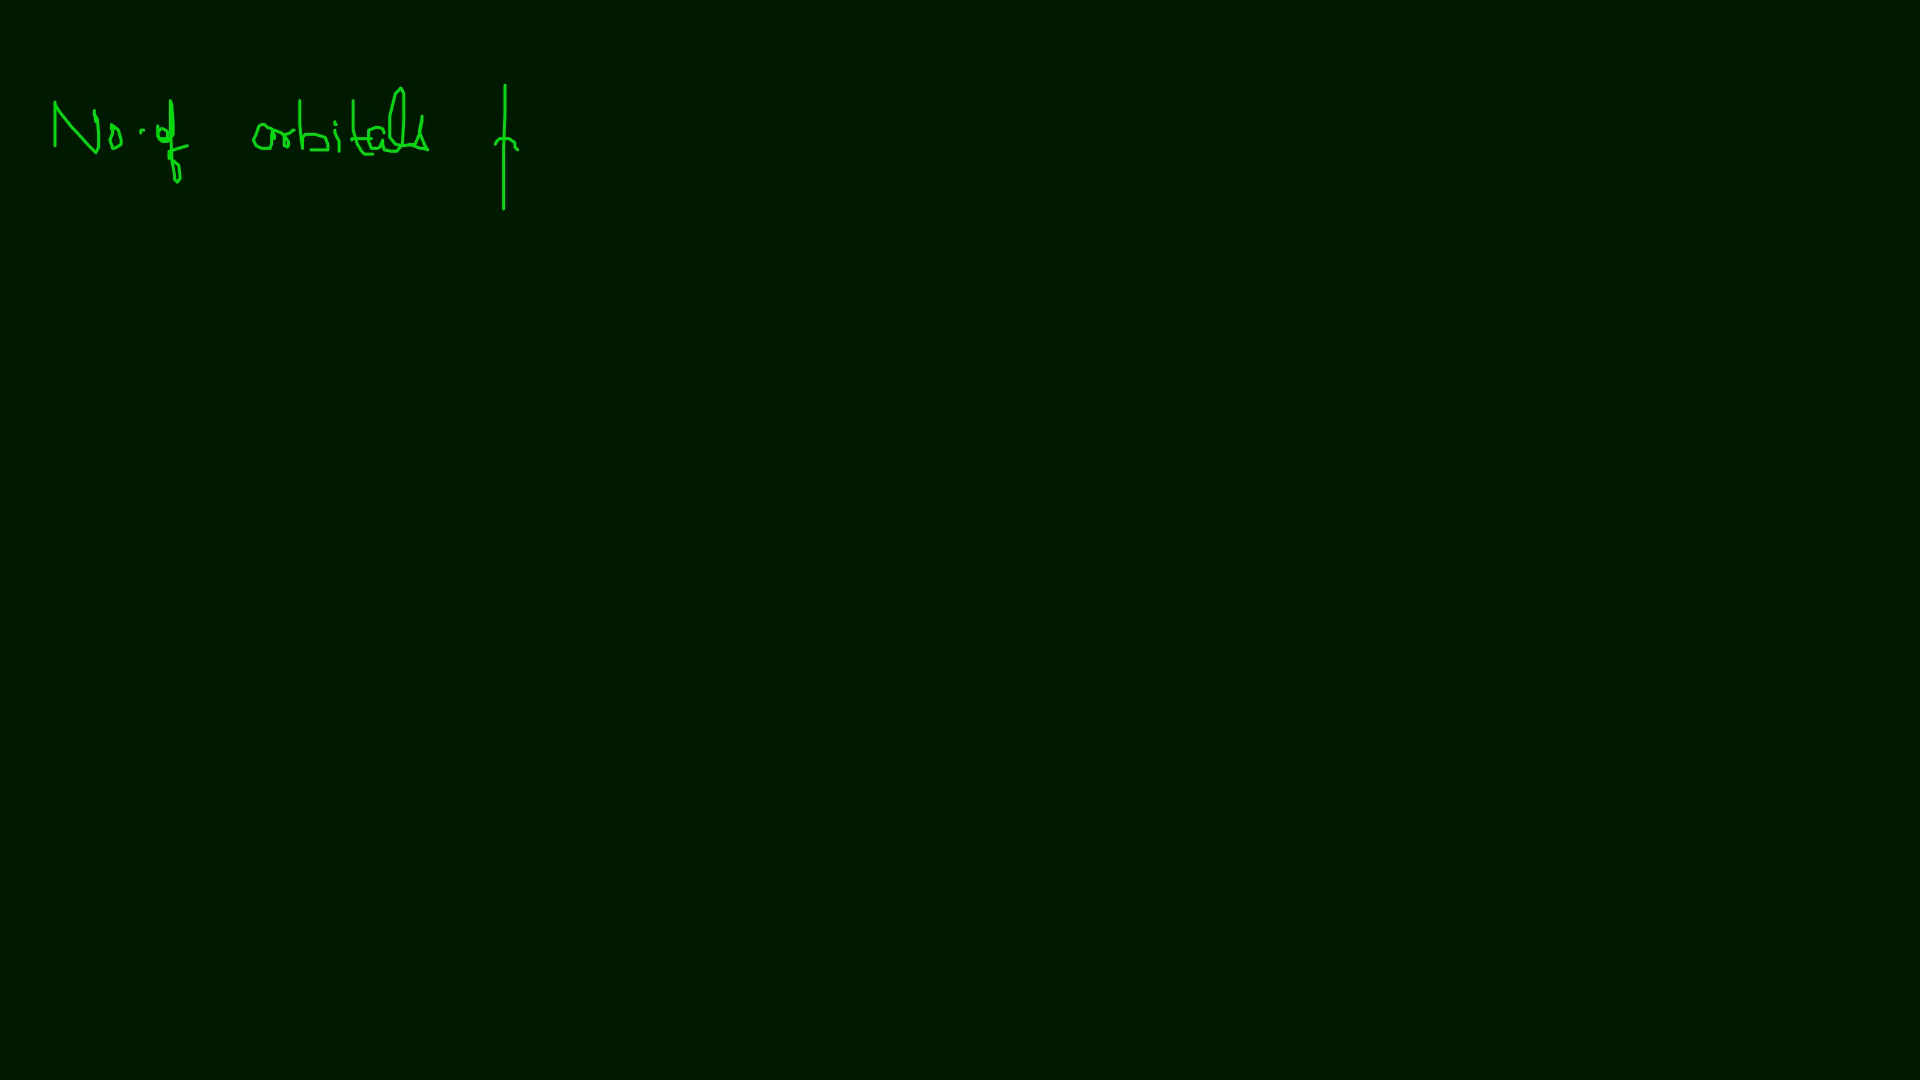 No. of orbitals ↑